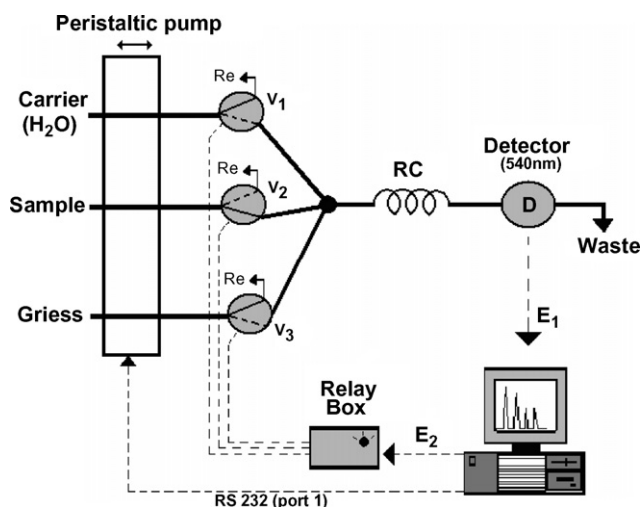 Peristaltic pump
Carrier
(H₂O)
Re
V₁
Sample
Re
V₂
Griess
Re
V₃
RC
Detector
(540nm)
D
Waste
E₁
Relay
Box
E₂
RS 232 (port 1)